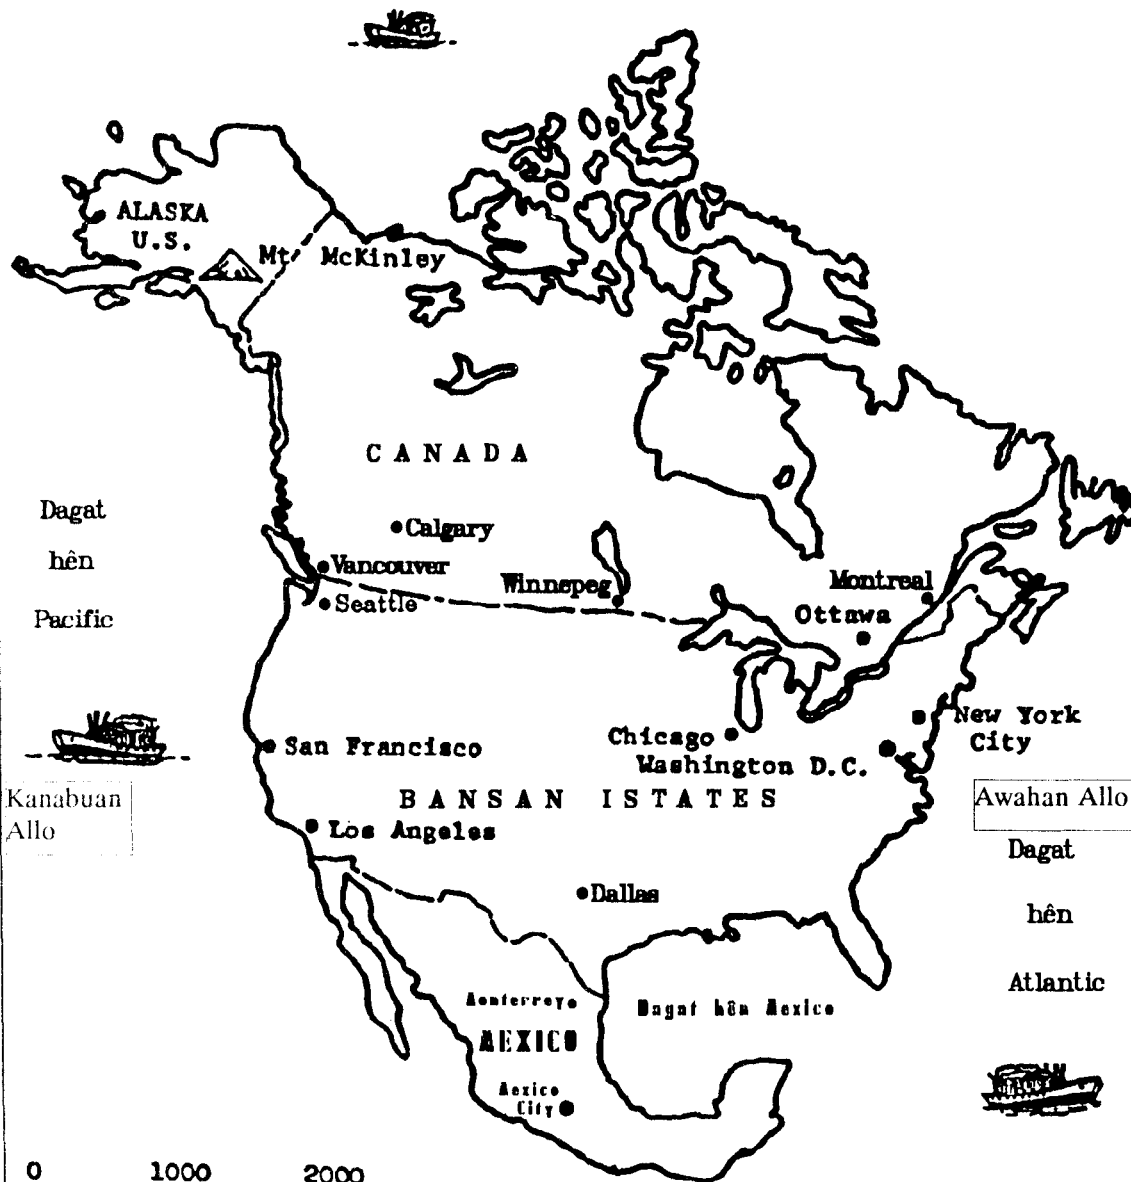 ALASKA
U.S.
Mt McKinley
CANADA
Dagat
hên
Pacific
Calgary
Vancouver
Seattle
Winnepeg
Montreal
Ottawa
New York
City
San Francisco
Chicago
Washington D.C.
Kanabuan
Allo
BANSAN ISTATES
Awahan Allo
Los Angeles
Dagat
hên
Atlantic
Dallas
Monterrey
Dagat hên Mexico
MEXICO
Mexico
City
0 1000 2000